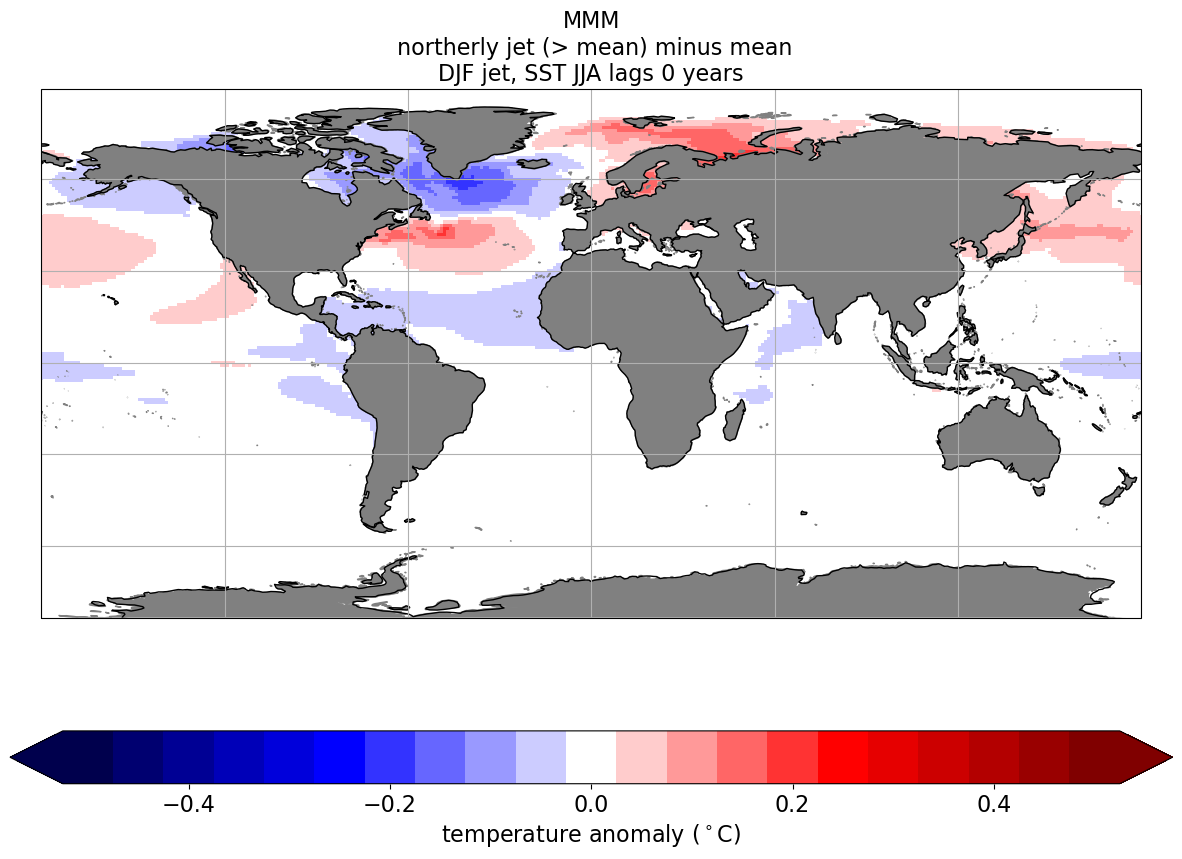 MMM
northerly jet (> mean) minus mean
DJF jet, SST JJA lags 0 years
−0.4 −0.2 0.0 0.2 0.4
temperature anomaly (°C)